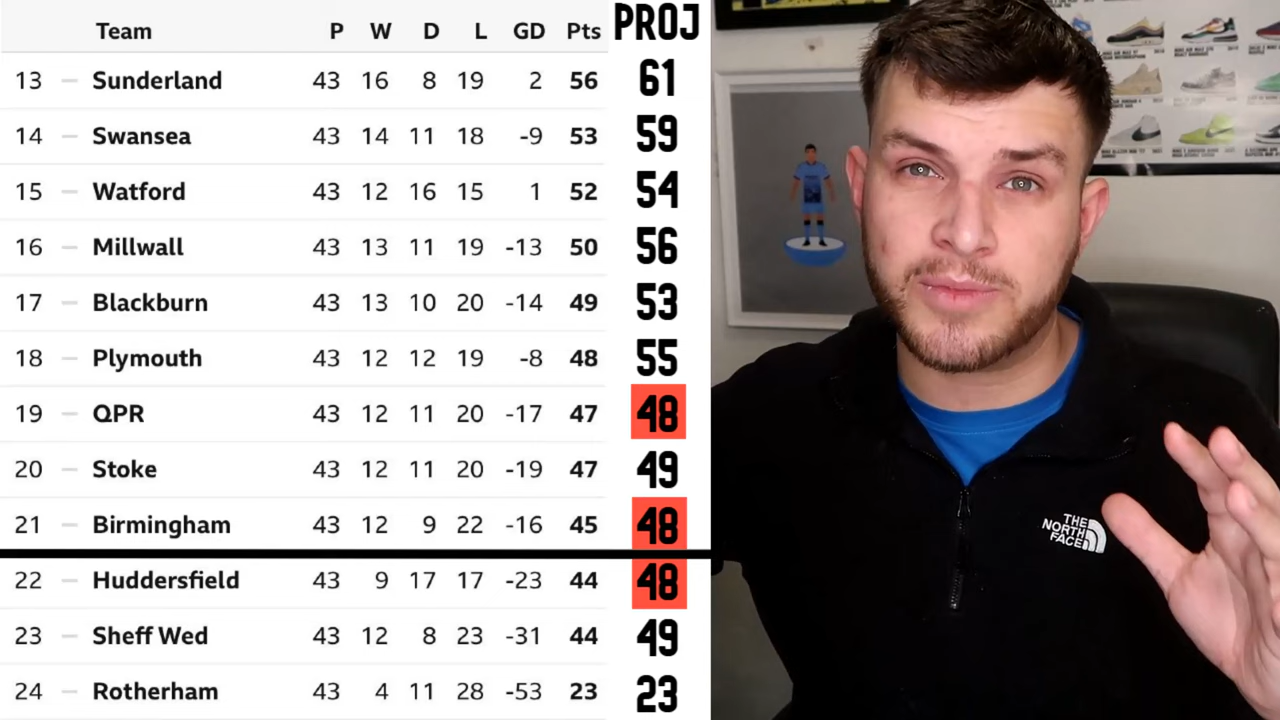 Team P W D L GD Pts PROJ
13 Sunderland 43 16 8 19 2 56 61
14 Swansea 43 14 11 18 -9 53 59
15 Watford 43 12 16 15 1 52 54
16 Millwall 43 13 11 19 -13 50 56
17 Blackburn 43 13 10 20 -14 49 53
18 Plymouth 43 12 12 19 -8 48 55
19 QPR 43 12 11 20 -17 47 48
20 Stoke 43 12 11 20 -19 47 49
21 Birmingham 43 12 9 22 -16 45 48
22 Huddersfield 43 9 17 17 -23 44 48
23 Sheff Wed 43 12 8 23 -31 44 49
24 Rotherham 43 4 11 28 -53 23 23
THE
NORTH
FACE